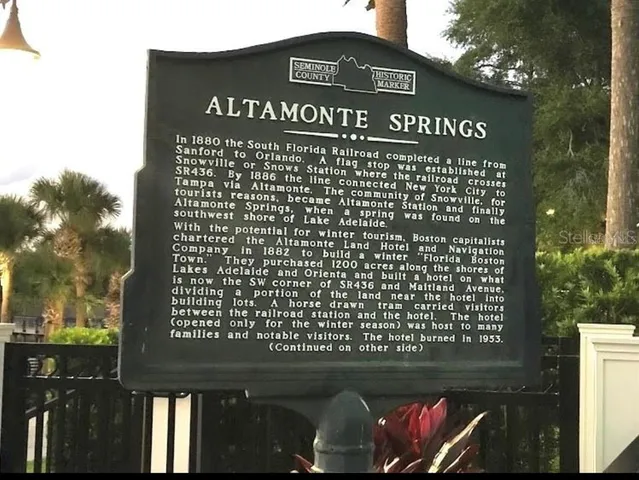 SEMINOLE HISTORIC
COUNTY MARKER
ALTAMONTE SPRINGS
In 1880 the South Florida Railroad completed a line from
Sanford to Orlando. A flag stop was established at
Snowville or Snows Station where the railroad crosses
SR436. By 1886 the line connected New York City to
Tampa via Altamonte. The community of Snowville, for
tourists reasons, became Altamonte Station and finally
Altamonte Springs, when a spring was found on the
southwest shore of Lake Adelaide.
With the potential for winter tourism, Boston capitalists
chartered the Altamonte Land Hotel and Navigation
Company in 1882 to build a winter "Florida Boston
Town." They purchased 1200 acres along the shores of
Lakes Adelaide and Orienta and built a hotel on what
is now the SW corner of SR436 and Maitland Avenue,
dividing a portion of the land near the hotel into
building lots. A horse drawn tram carried visitors
between the railroad station and the hotel. The hotel
(opened only for the winter season) was host to many
families and notable visitors. The hotel burned in 1953.
(Continued on other side)
Stellar MLS